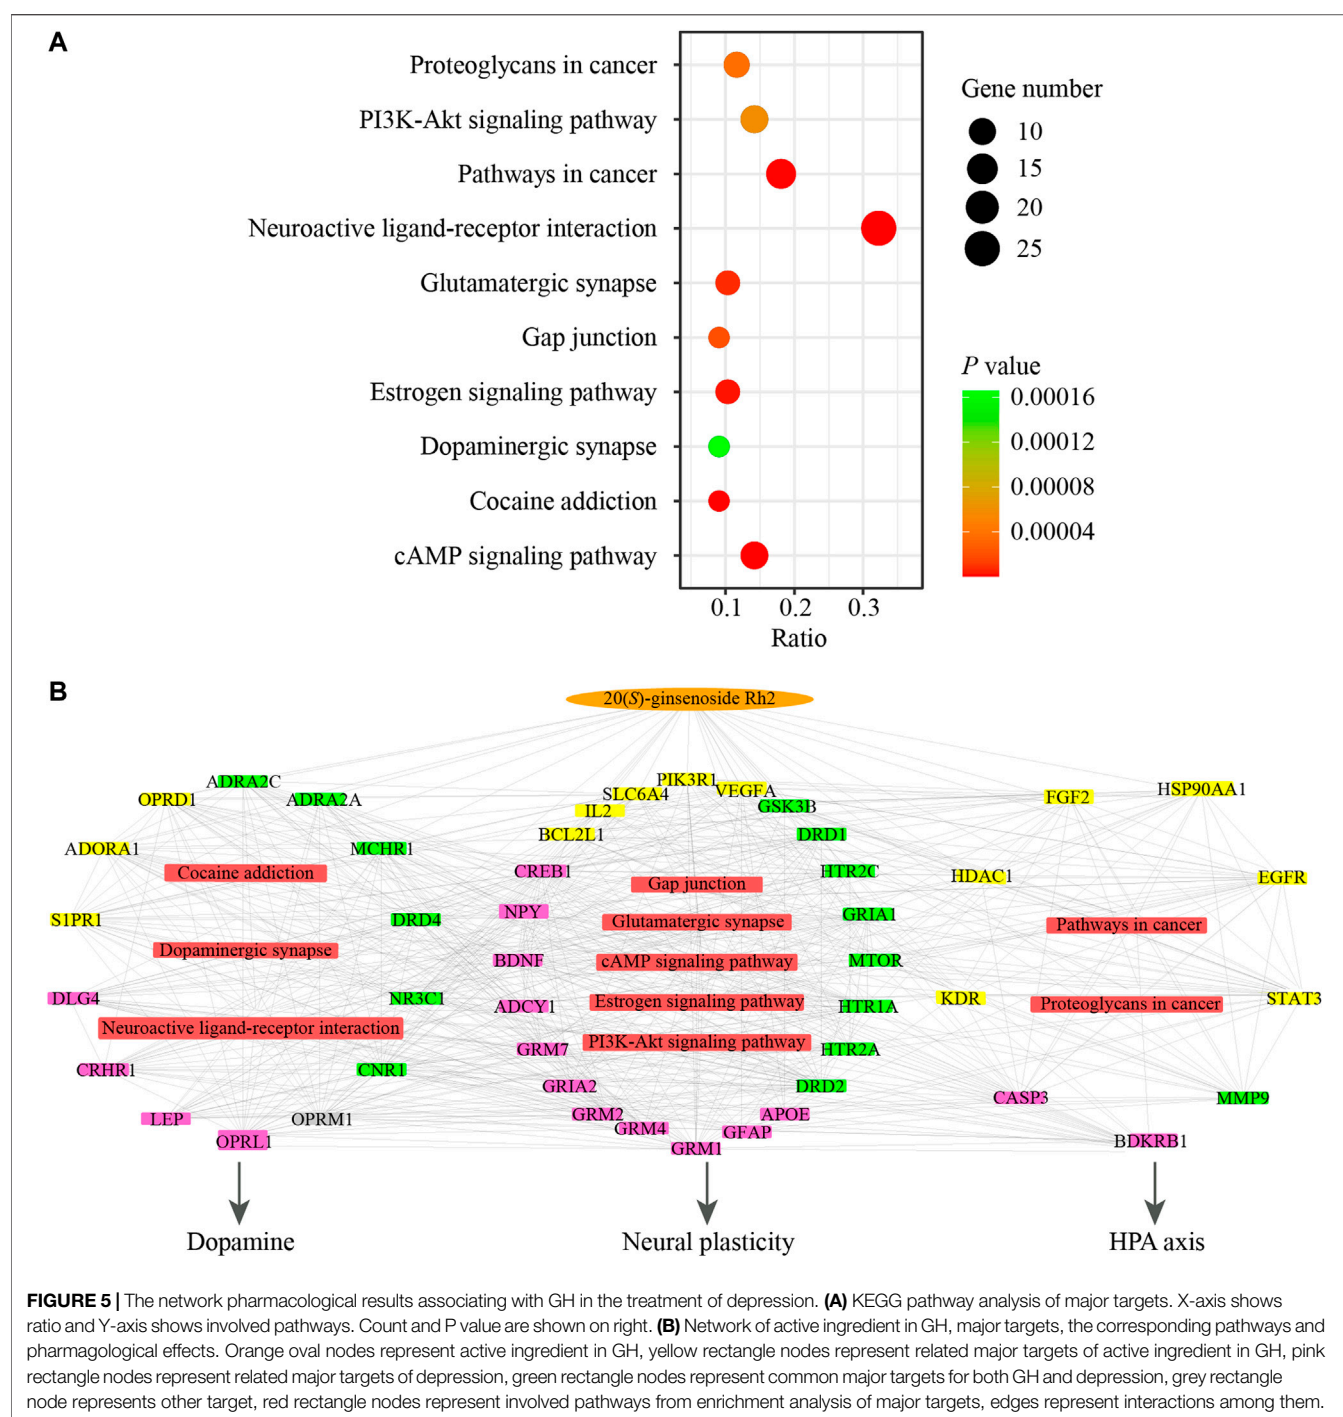 A
Proteoglycans in cancer
PI3K-Akt signaling pathway
Pathways in cancer
Neuroactive ligand-receptor interaction
Glutamatergic synapse
Gap junction
Estrogen signaling pathway
Dopaminergic synapse
Cocaine addiction
cAMP signaling pathway
0.1 0.2 0.3
Ratio
Gene number
10
15
20
25
P value
0.00016
0.00012
0.00008
0.00004
B
20(S)-ginsenoside Rh2
ADRA2C
OPRD1
ADRA2A
ADORA1
MCHR1
Cocaine addiction
S1PR1
DRD4
Dopaminergic synapse
DLG4
NR3C1
Neuroactive ligand-receptor interaction
CRHR1
CNR1
LEP
OPRM1
OPRL1
Dopamine
PIK3R1
SLC6A4
VEGFA
IL2
GSK3B
BCL2L1
DRD1
CREB1
HTR2C
Gap junction
NPY
GRIA1
Glutamatergic synapse
BDNF
MTOR
cAMP signaling pathway
ADCY1
HTR1A
Estrogen signaling pathway
GRM7
HTR2A
PI3K-Akt signaling pathway
GRIA2
DRD2
GRM2
APOE
GRM4
GFAP
GRM1
Neural plasticity
FGF2
HSP90AA1
HDAC1
EGFR
Pathways in cancer
KDR
STAT3
Proteoglycans in cancer
CASP3
MMP9
BDKRB1
HPA axis
FIGURE 5 | The network pharmacological results associating with GH in the treatment of depression. (A) KEGG pathway analysis of major targets. X-axis shows
ratio and Y-axis shows involved pathways. Count and P value are shown on right. (B) Network of active ingredient in GH, major targets, the corresponding pathways and
pharmagological effects. Orange oval nodes represent active ingredient in GH, yellow rectangle nodes represent related major targets of active ingredient in GH, pink
rectangle nodes represent related major targets of depression, green rectangle nodes represent common major targets for both GH and depression, grey rectangle
node represents other target, red rectangle nodes represent involved pathways from enrichment analysis of major targets, edges represent interactions among them.